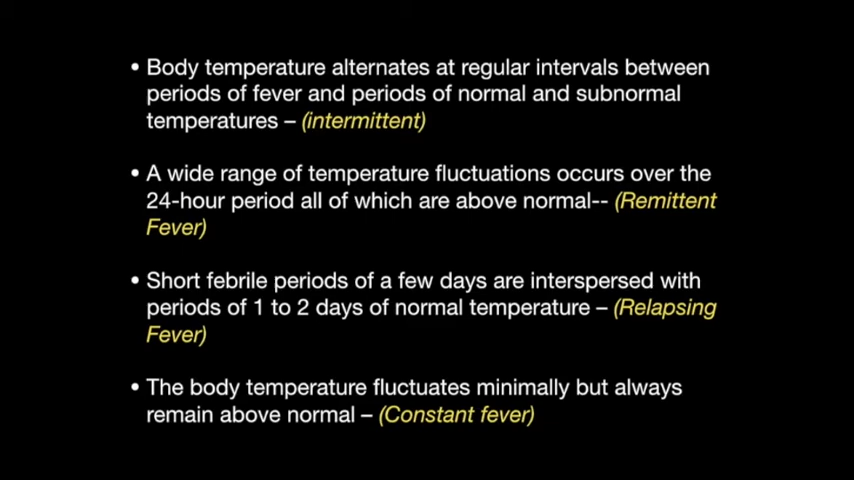 • Body temperature alternates at regular intervals between
periods of fever and periods of normal and subnormal
temperatures – (intermittent)
• A wide range of temperature fluctuations occurs over the
24-hour period all of which are above normal-- (Remittent
Fever)
• Short febrile periods of a few days are interspersed with
periods of 1 to 2 days of normal temperature – (Relapsing
Fever)
• The body temperature fluctuates minimally but always
remain above normal – (Constant fever)